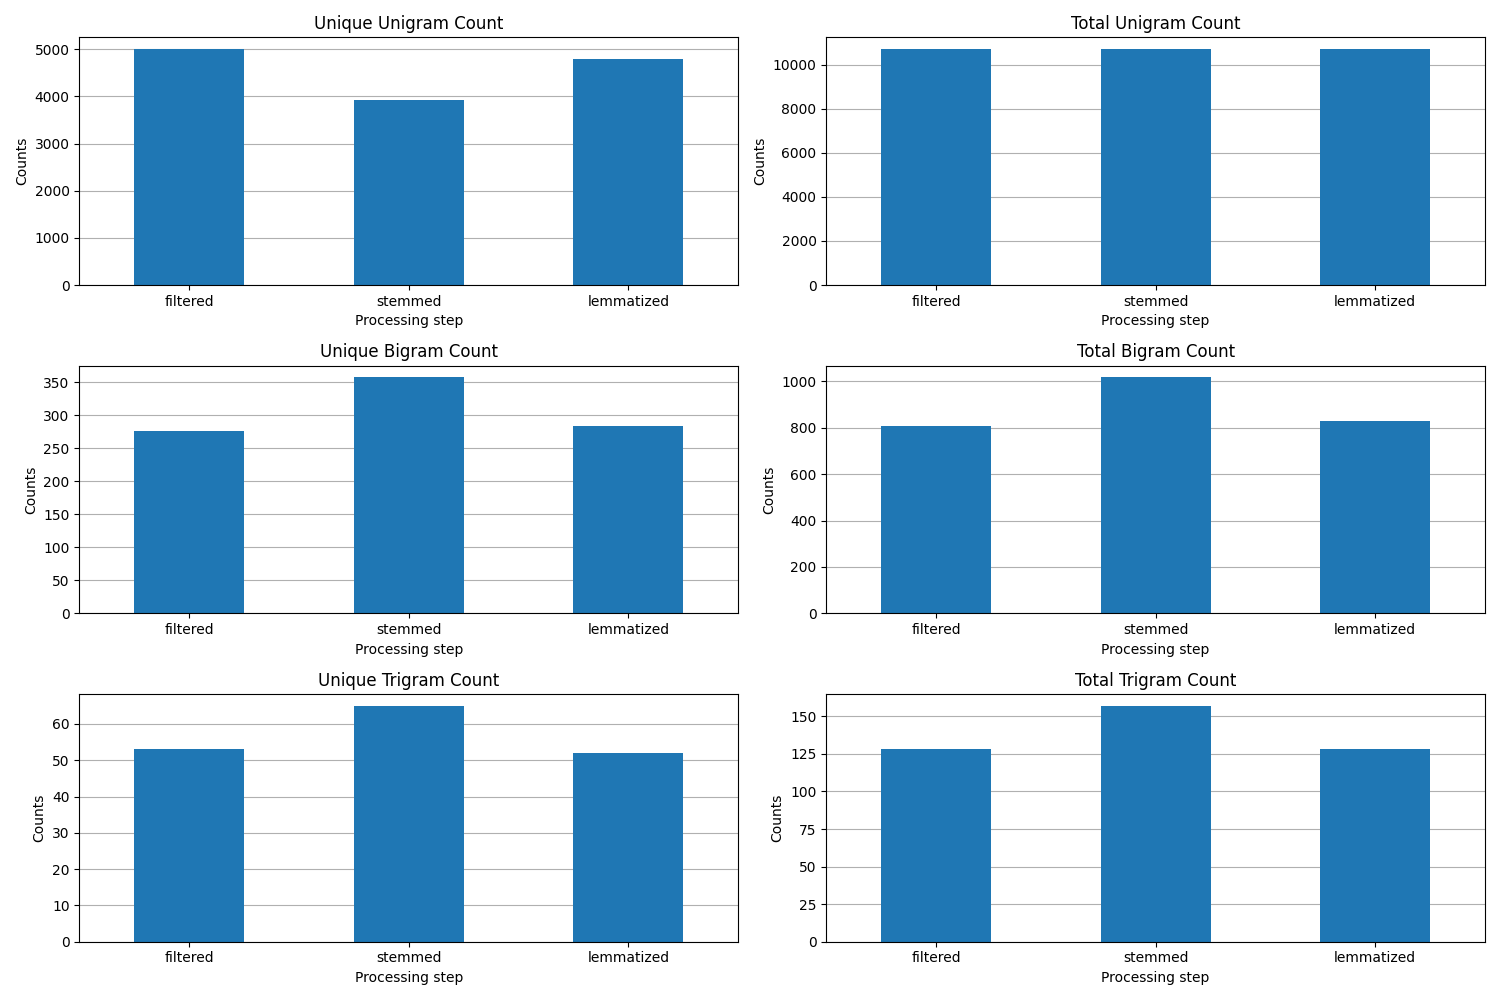 Unique Unigram Count
5000
4000
3000
2000
1000
0
Counts
filtered stemmed lemmatized
Processing step
Total Unigram Count
10000
8000
6000
4000
2000
0
Counts
filtered stemmed lemmatized
Processing step
Unique Bigram Count
350
300
250
200
150
100
50
0
Counts
filtered stemmed lemmatized
Processing step
Total Bigram Count
1000
800
600
400
200
0
Counts
filtered stemmed lemmatized
Processing step
Unique Trigram Count
60
50
40
30
20
10
0
Counts
filtered stemmed lemmatized
Processing step
Total Trigram Count
150
125
100
75
50
25
0
Counts
filtered stemmed lemmatized
Processing step